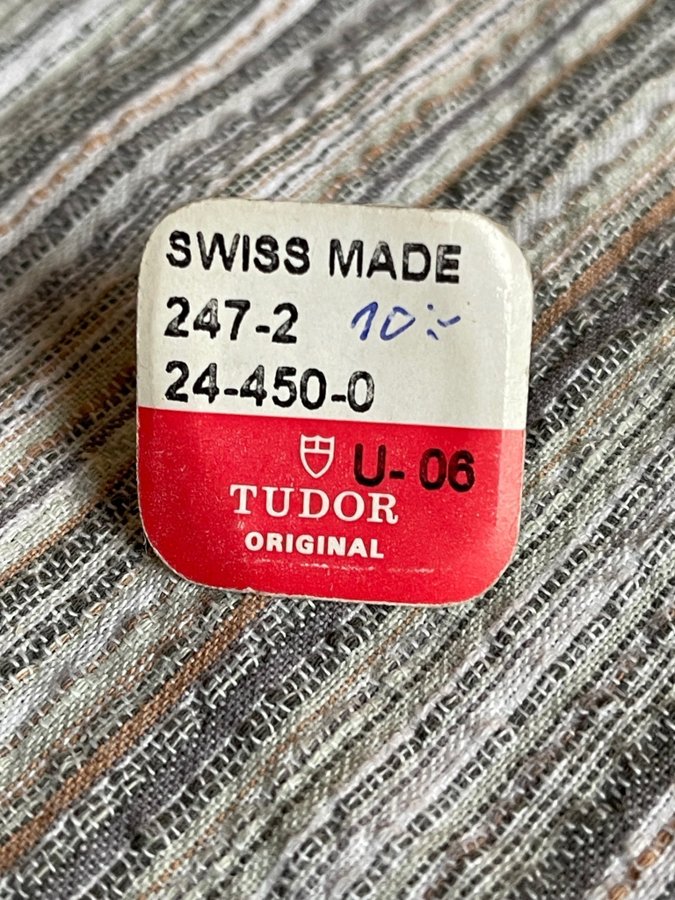 SWISS MADE
247-2 10:-
24-450-0
U-06
TUDOR
ORIGINAL